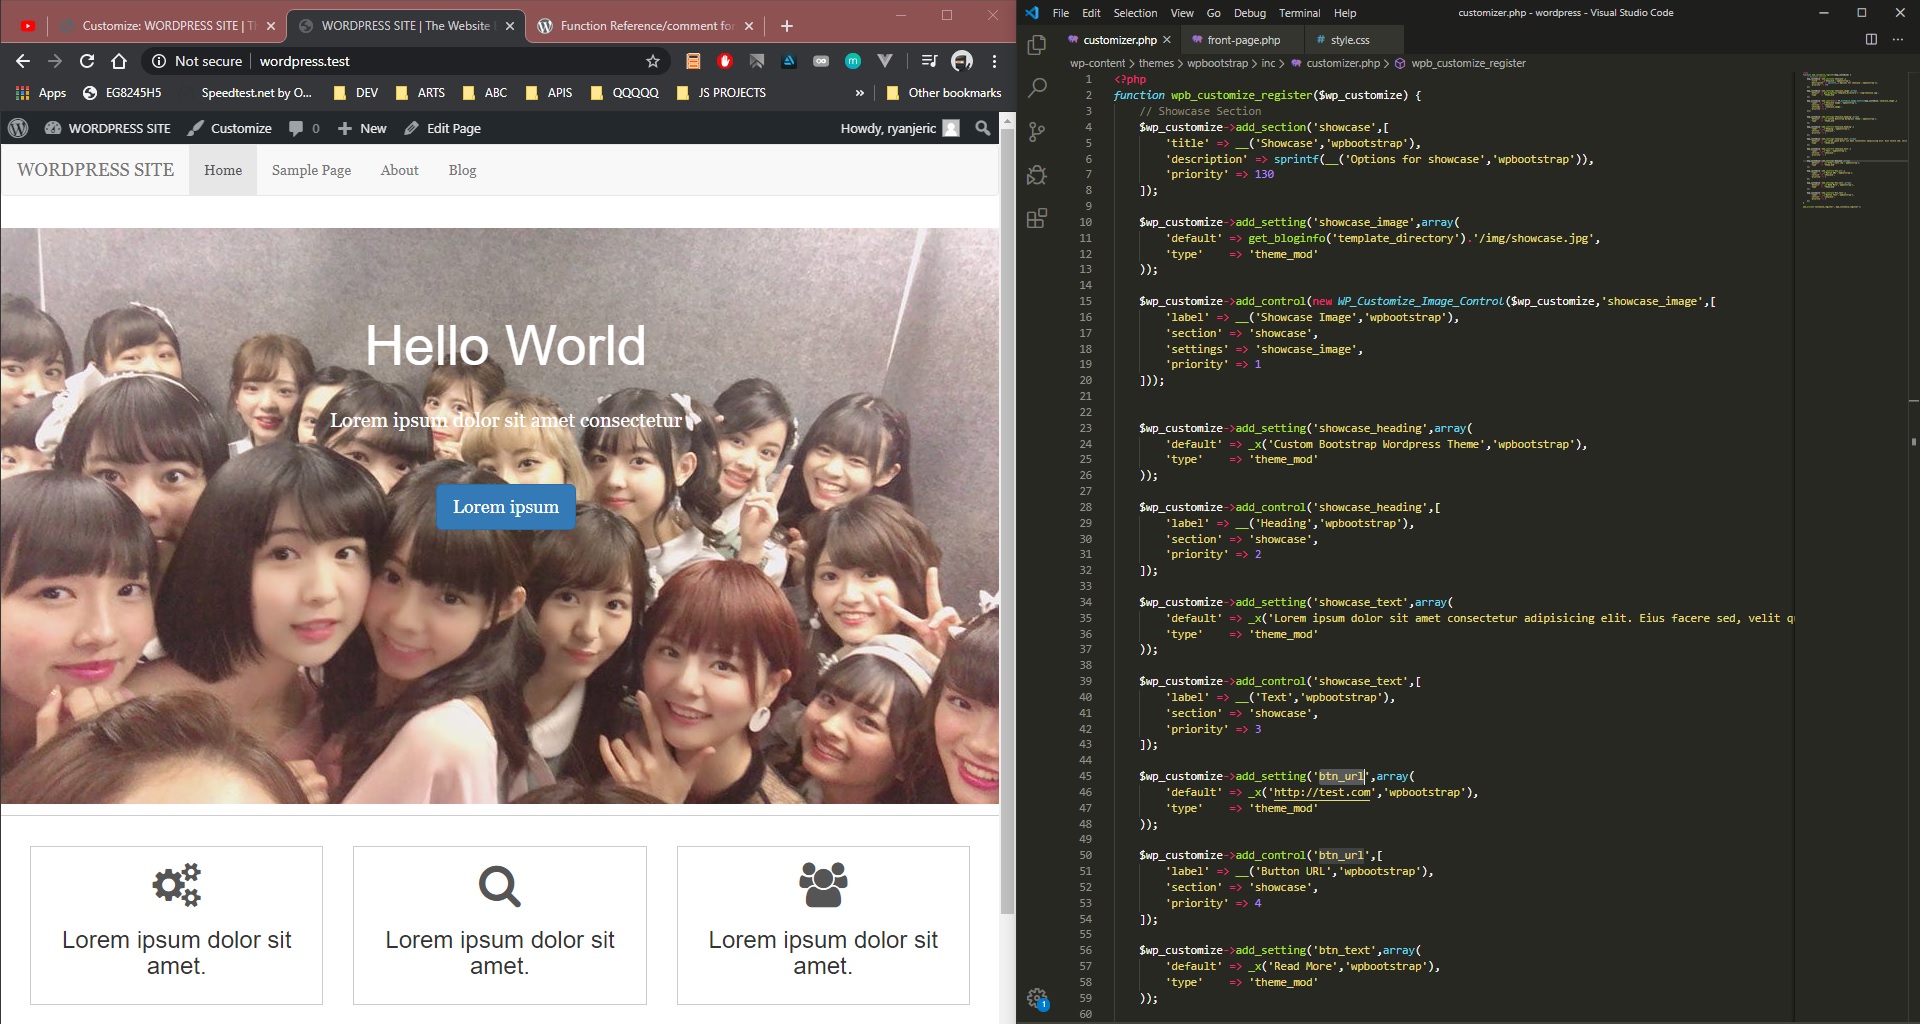 Customize: WORDPRESS SITE | Th
WORDPRESS SITE | The Website
Function Reference/comment for
Not secure
wordpress.test
Apps
EG8245H5
Speedtest.net by O...
DEV
ARTS
ABC
APIS
QQQQQ
JS PROJECTS
»
Other bookmarks
WORDPRESS SITE
Customize
0
New
Edit Page
Howdy, ryanjeric
WORDPRESS SITE
Home
Sample Page
About
Blog
Hello World
Lorem ipsum dolor sit amet consectetur
Lorem ipsum
Lorem ipsum dolor sit
amet.
Lorem ipsum dolor sit
amet.
Lorem ipsum dolor sit
amet.
File Edit Selection View Go Debug Terminal Help
customizer.php - wordpress - Visual Studio Code
customizer.php
front-page.php
# style.css
wp-content > themes > wpbootstrap > inc > customizer.php > wpb_customize_register
1 <?php
2 function wpb_customize_register($wp_customize) {
3 // Showcase Section
4 $wp_customize->add_section('showcase',[
5 'title' => __('Showcase','wpbootstrap'),
6 'description' => sprintf(__('Options for showcase','wpbootstrap')),
7 'priority' => 130
8 ]);
9
10 $wp_customize->add_setting('showcase_image',array(
11 'default' => get_bloginfo('template_directory').'/img/showcase.jpg',
12 'type' => 'theme_mod'
13 ));
14
15 $wp_customize->add_control(new WP_Customize_Image_Control($wp_customize,'showcase_image',[
16 'label' => __('Showcase Image','wpbootstrap'),
17 'section' => 'showcase',
18 'settings' => 'showcase_image',
19 'priority' => 1
20 ]));
21
22
23 $wp_customize->add_setting('showcase_heading',array(
24 'default' => _x('Custom Bootstrap Wordpress Theme','wpbootstrap'),
25 'type' => 'theme_mod'
26 ));
27
28 $wp_customize->add_control('showcase_heading',[
29 'label' => __('Heading','wpbootstrap'),
30 'section' => 'showcase',
31 'priority' => 2
32 ]);
33
34 $wp_customize->add_setting('showcase_text',array(
35 'default' => _x('Lorem ipsum dolor sit amet consectetur adipisicing elit. Eius facere sed, velit q
36 'type' => 'theme_mod'
37 ));
38
39 $wp_customize->add_control('showcase_text',[
40 'label' => __('Text','wpbootstrap'),
41 'section' => 'showcase',
42 'priority' => 3
43 ]);
44
45 $wp_customize->add_setting('btn_url',array(
46 'default' => _x('http://test.com','wpbootstrap'),
47 'type' => 'theme_mod'
48 ));
49
50 $wp_customize->add_control('btn_url',[
51 'label' => __('Button URL','wpbootstrap'),
52 'section' => 'showcase',
53 'priority' => 4
54 ]);
55
56 $wp_customize->add_setting('btn_text',array(
57 'default' => _x('Read More','wpbootstrap'),
58 'type' => 'theme_mod'
59 ));
60
1